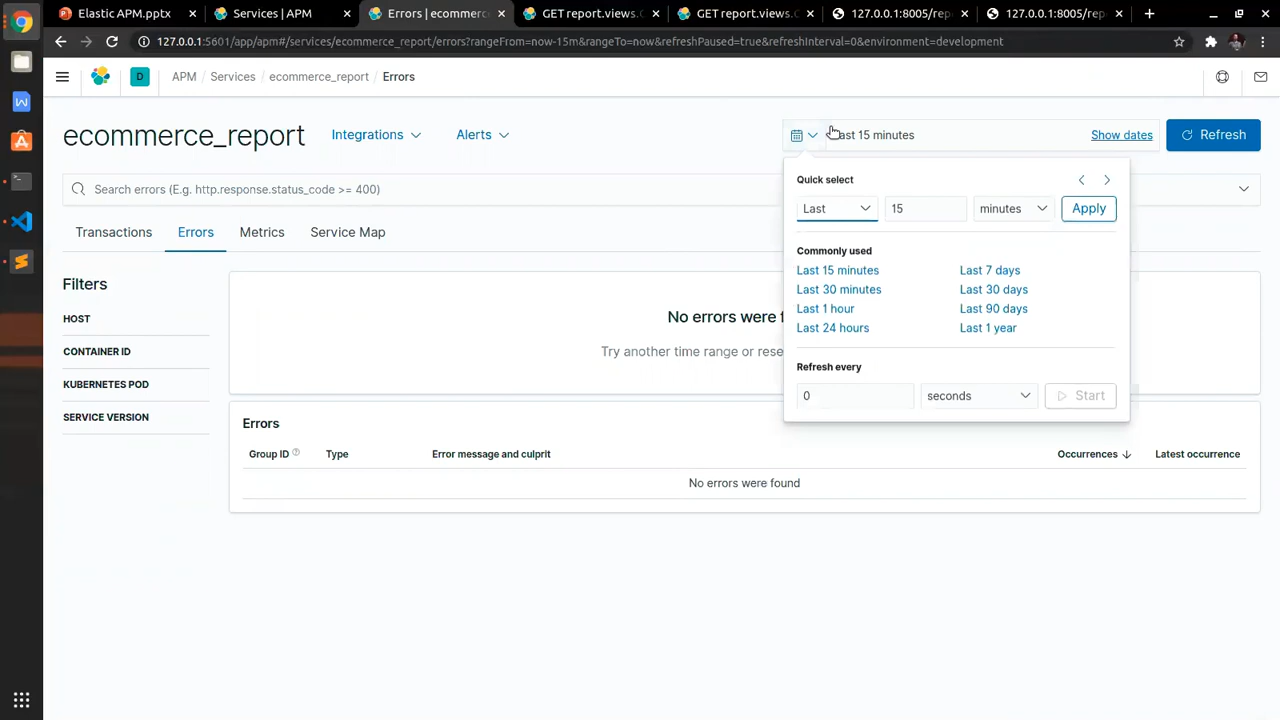 Elastic APM.pptx
Services | APM
Errors | ecommerc
GET report.views.C
GET report.views.C
127.0.0.1:8005/rep
127.0.0.1:8005/rep
127.0.0.1:5601/app/apm#/services/ecommerce_report/errors?rangeFrom=now-15m&rangeTo=now&refreshPaused=true&refreshInterval=0&environment=development
D
APM / Services / ecommerce_report / Errors
ecommerce_report
Integrations
Alerts
Last 15 minutes
Show dates
Refresh
Search errors (E.g. http.response.status_code >= 400)
Transactions
Errors
Metrics
Service Map
Quick select
Last
15
minutes
Apply
Commonly used
Last 15 minutes
Last 7 days
Last 30 minutes
Last 30 days
Last 1 hour
Last 90 days
Last 24 hours
Last 1 year
Refresh every
0
seconds
Start
Filters
HOST
CONTAINER ID
KUBERNETES POD
SERVICE VERSION
No errors were f
Try another time range or rese
Errors
Group ID
Type
Error message and culprit
Occurrences
Latest occurrence
No errors were found